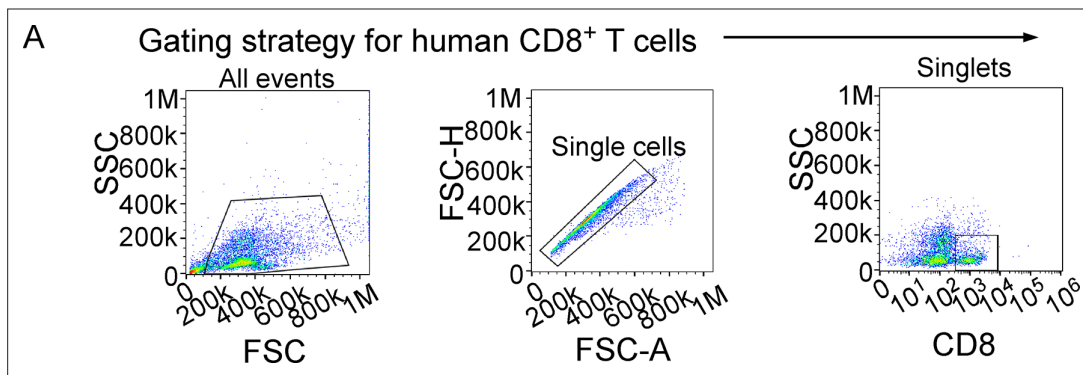 A
Gating strategy for human CD8⁺ T cells
All events
1M
800k
600k
400k
200k
0
SSC
0
200k
400k
600k
800k
1M
FSC
Single cells
1M
800k
600k
400k
200k
0
FSC-H
0
200k
400k
600k
800k
1M
FSC-A
Singlets
1M
800k
600k
400k
200k
0
SSC
0
10¹
10²
10³
10⁴
10⁵
10⁶
CD8